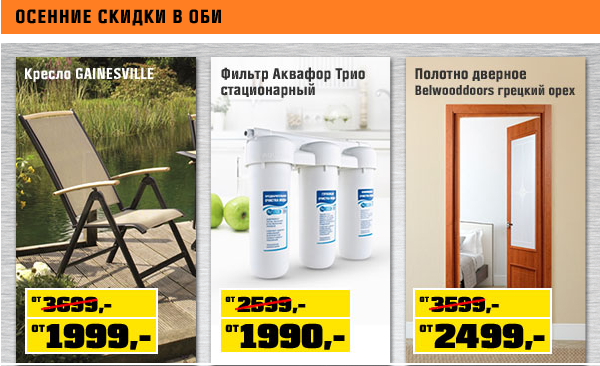 ОСЕННИЕ СКИДКИ В ОБИ
Кресло GAINESVILLE
от 3699,-
от 1999,-
Фильтр Аквафор Трио
стационарный
от 2599,-
от 1990,-
Полотно дверное
Belwooddoors грецкий орех
от 3599,-
от 2499,-